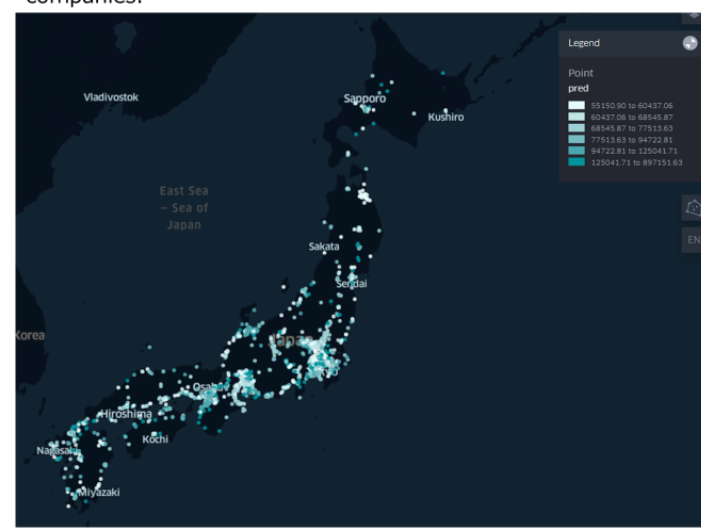 companies.
Legend
Point
pred
55150.90 to 60437.06
60437.06 to 68545.87
68545.87 to 77513.63
77513.63 to 94722.81
94722.81 to 125041.71
125041.71 to 897151.63
EN
Vladivostok
Sapporo
Kushiro
East Sea
– Sea of
Japan
Sakata
Sendai
Korea
Japan
Osaka
Hiroshima
Kochi
Nagasaki
Miyazaki